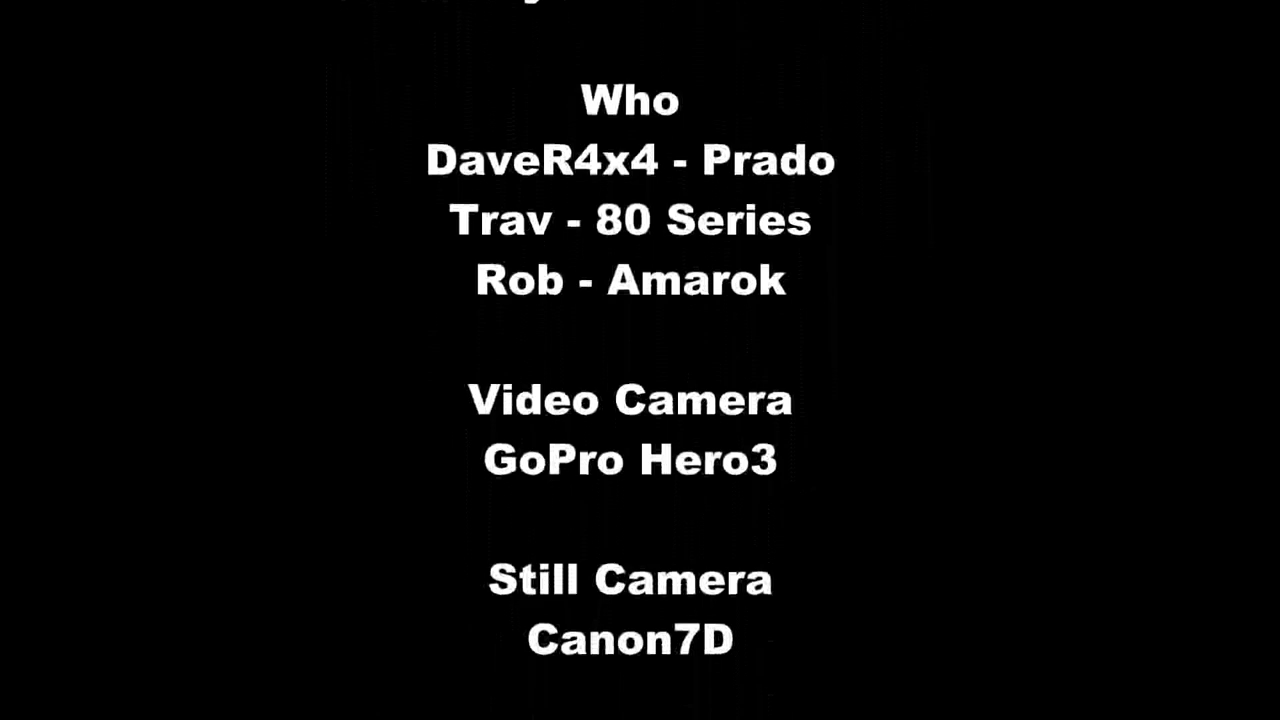 Who
DaveR4x4 - Prado
Trav - 80 Series
Rob - Amarok
Video Camera
GoPro Hero3
Still Camera
Canon7D